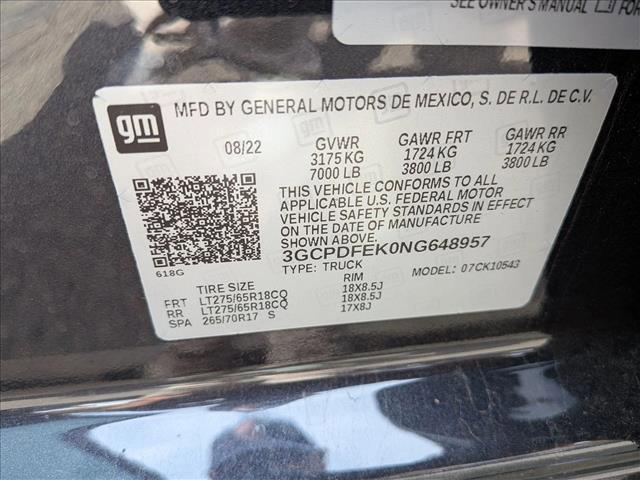 SEE OWNER'S MANUAL FOR
gm
MFD BY GENERAL MOTORS DE MEXICO, S. DE R.L. DE C.V.
08/22 GVWR GAWR FRT GAWR RR
3175 KG 1724 KG 1724 KG
7000 LB 3800 LB 3800 LB
THIS VEHICLE CONFORMS TO ALL
APPLICABLE U.S. FEDERAL MOTOR
VEHICLE SAFETY STANDARDS IN EFFECT
ON THE DATE OF MANUFACTURE
SHOWN ABOVE.
3GCPDFEK0NG648957
618G TYPE: TRUCK MODEL: 07CK10543
TIRE SIZE RIM
FRT LT275/65R18CQ 18X8.5J
RR LT275/65R18CQ 18X8.5J
SPA 265/70R17 S 17X8J